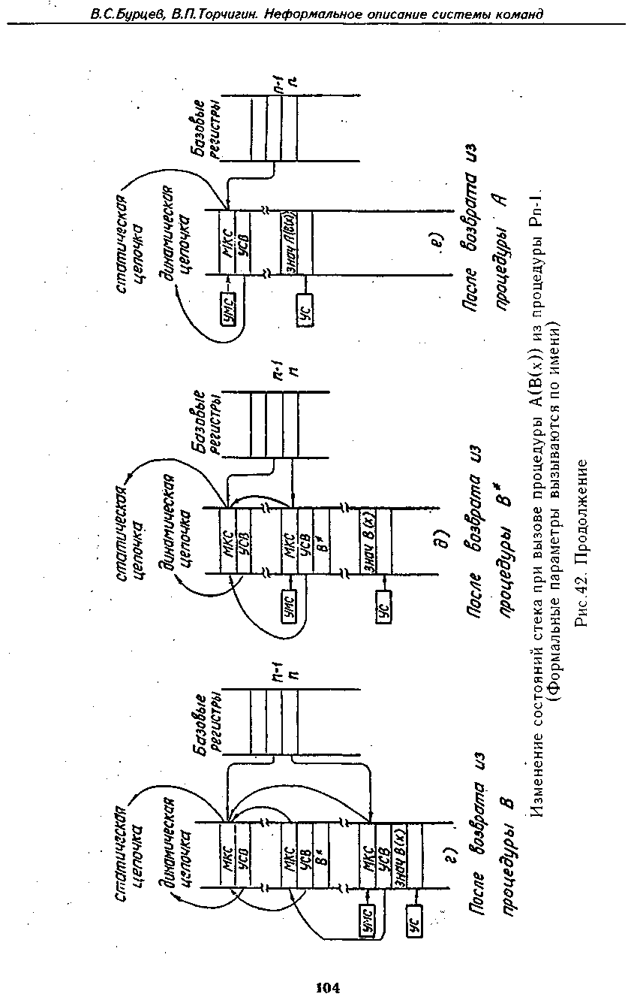 В.С.Бурцев, В.П.Торчигин. Неформальное описание системы команд
статическая
цепочка
динамическая
цепочка
Базовые
регистры
МКС
УСВ
МКС
УСВ
В*
МКС
УСВ
знач В(х)
УМС
УС
n-1
n
г)
После возврата из
процедуры В
статическая
цепочка
динамическая
цепочка
Базовые
регистры
МКС
УСВ
МКС
УСВ
В*
знач В(х)
УМС
УС
n-1
n
д)
После возврата из
процедуры В*
статическая
цепочка
динамическая
цепочка
Базовые
регистры
МКС
УСВ
знач А(В(х))
УМС
УС
n-1
n
е)
После возврата из
процедуры А
Изменение состояний стека при вызове процедуры А(В(х)) из процедуры Рn-1.
(Формальные параметры вызываются по имени)
Рис.42. Продолжение
104